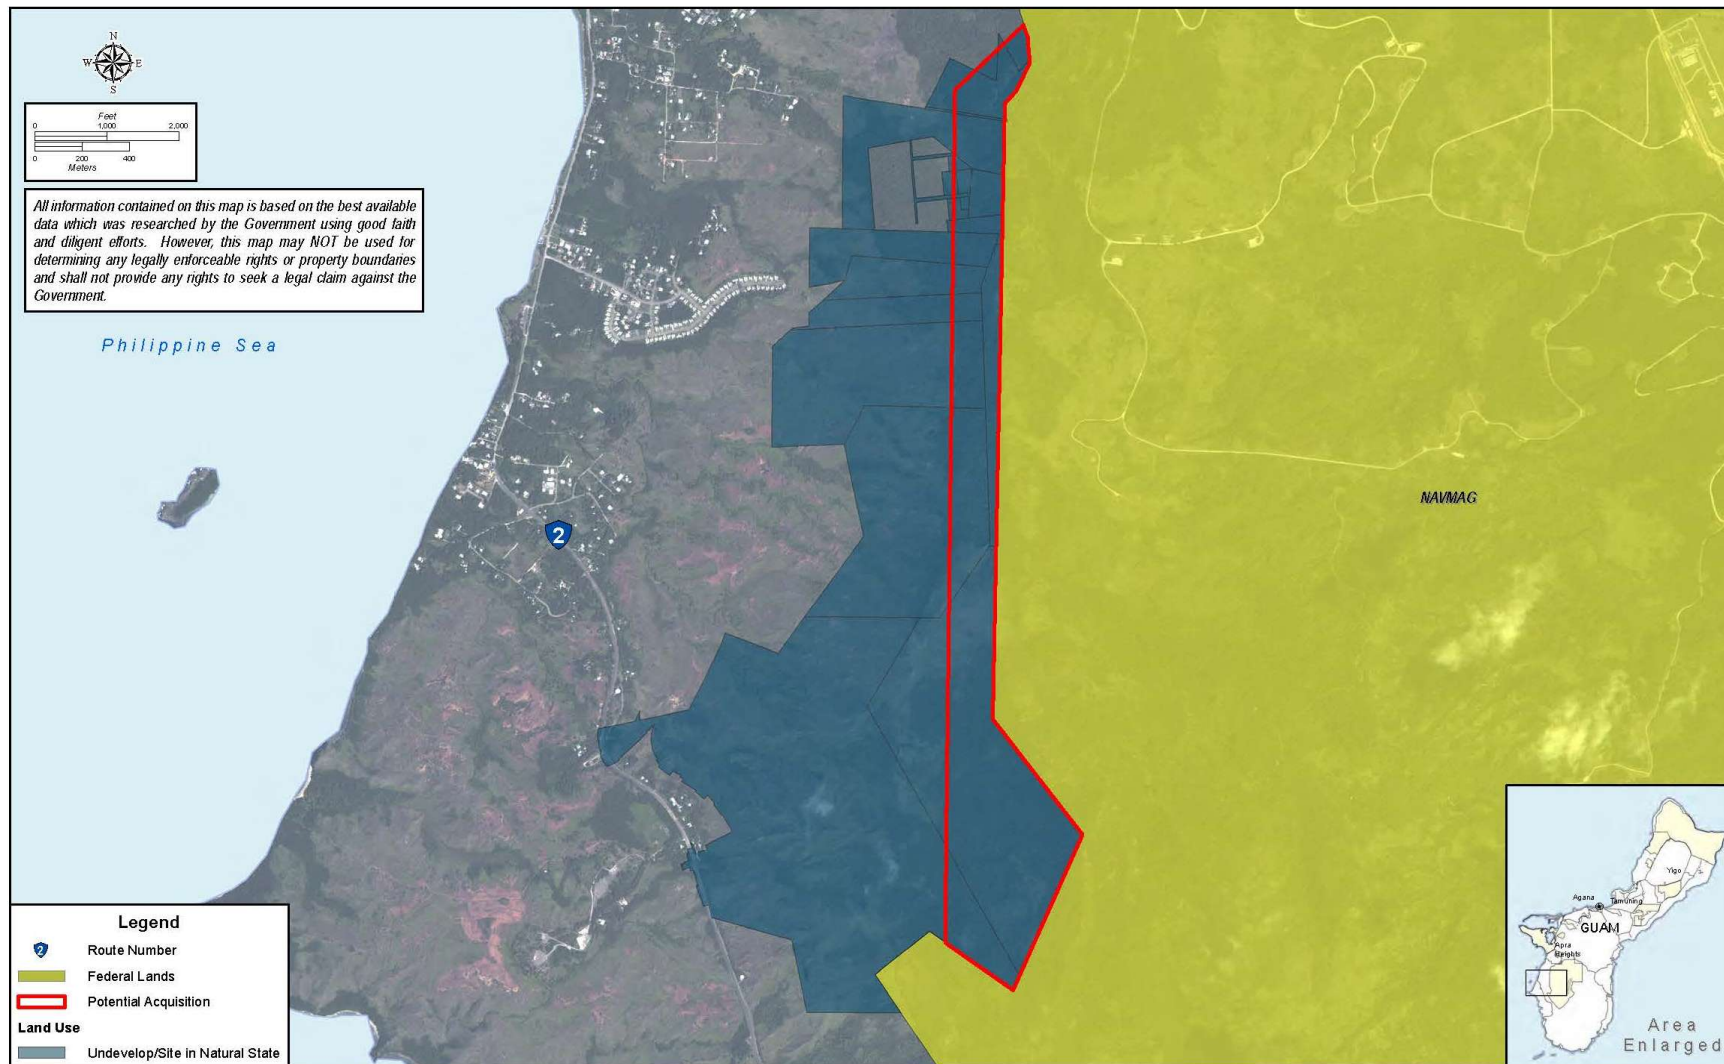 N
W E
S
Feet
0 1,000 2,000
0 200 400
Meters
All information contained on this map is based on the best available
data which was researched by the Government using good faith
and diligent efforts. However, this map may NOT be used for
determining any legally enforceable rights or property boundaries
and shall not provide any rights to seek a legal claim against the
Government.
Philippine Sea
2
NAVMAG
Legend
2 Route Number
Federal Lands
Potential Acquisition
Land Use
Undevelop/Site in Natural State
Yigo
Agana Tamuning
GUAM
Apra
Heights
Area
Enlarged